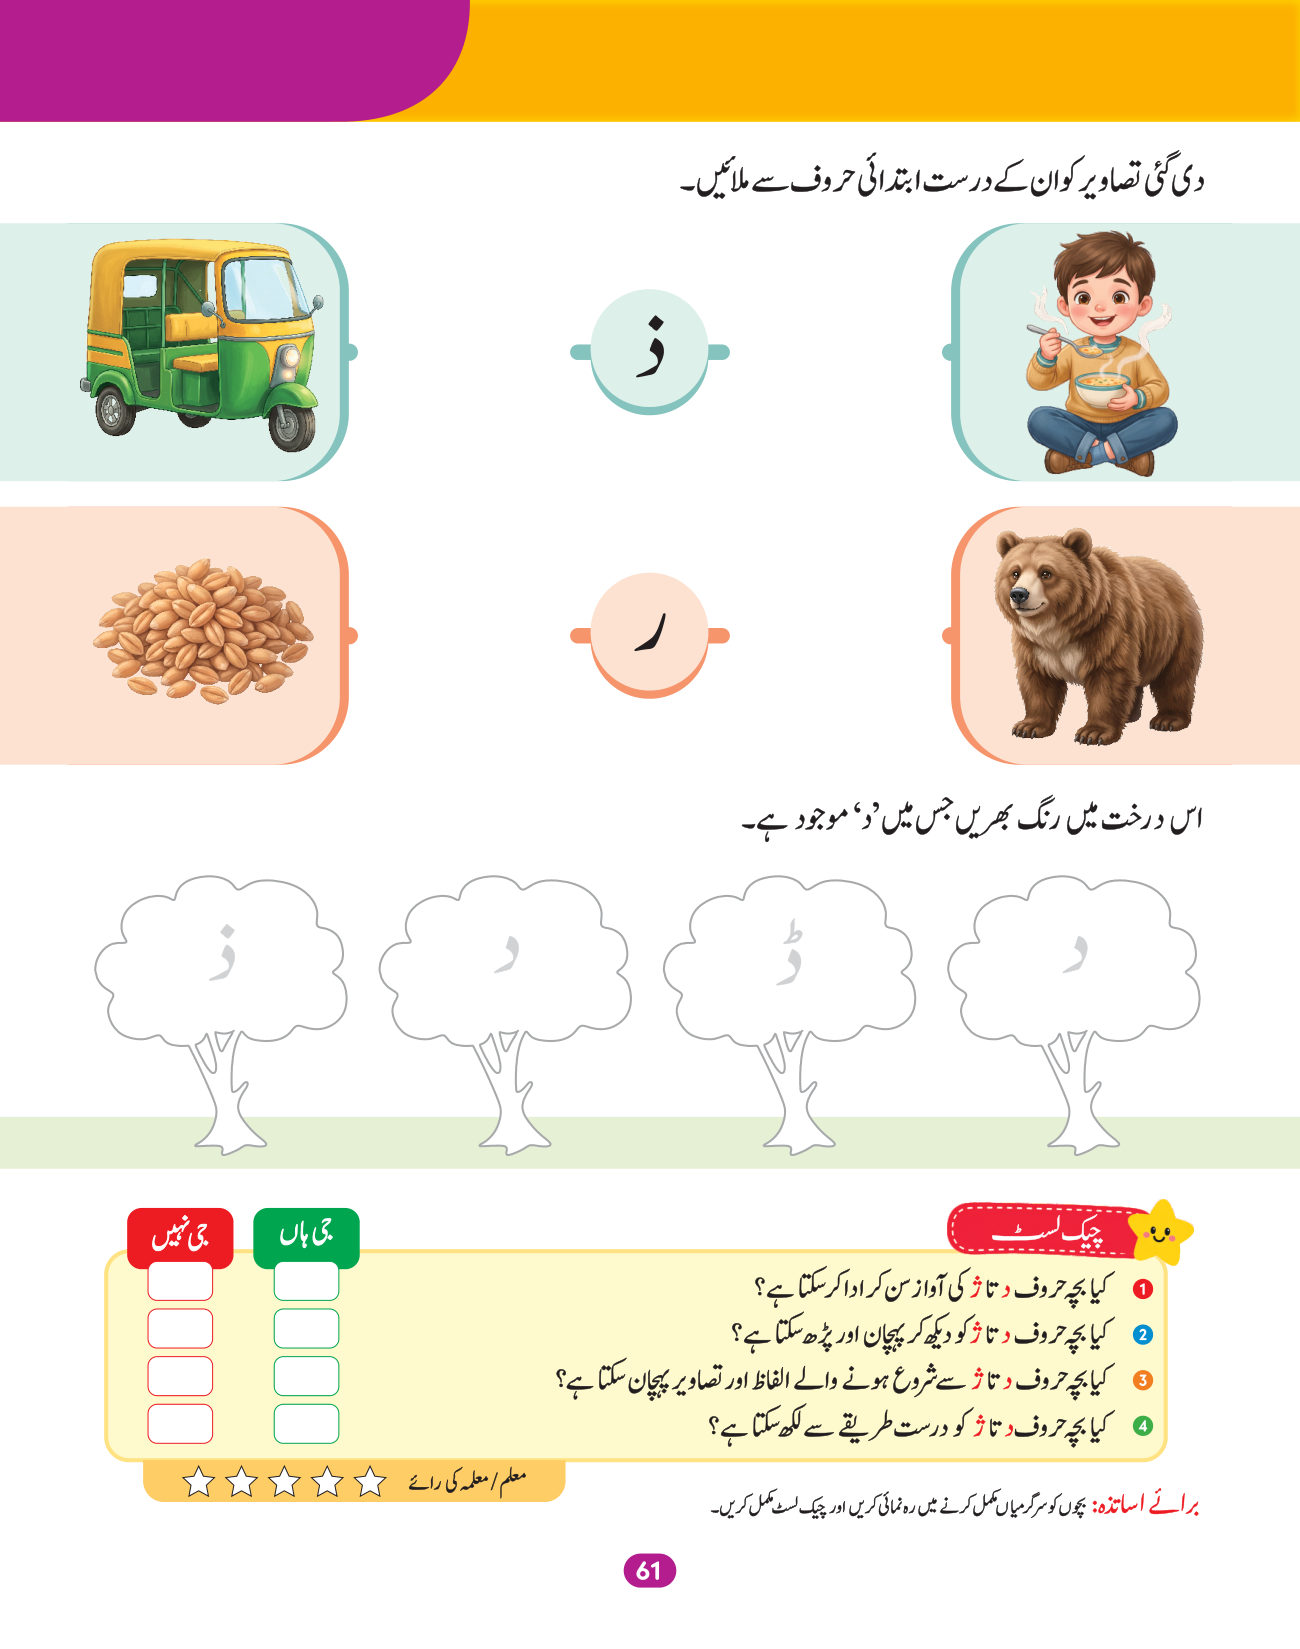 دی گئی تصاویر کو ان کے درست ابتدائی حروف سے ملائیں۔
ذ
ر
اس درخت میں رنگ بھریں جس میں ’د‘ موجود ہے۔
د ڈ د ذ
چیک لسٹ
جی ہاں جی نہیں
1 کیا بچہ حروف د تا ژ کی آواز سن کر ادا کر سکتا ہے؟
2 کیا بچہ حروف د تا ژ کو دیکھ کر پہچان اور پڑھ سکتا ہے؟
3 کیا بچہ حروف د تا ژ سے شروع ہونے والے الفاظ اور تصاویر پہچان سکتا ہے؟
4 کیا بچہ حروف د تا ژ کو درست طریقے سے لکھ سکتا ہے؟
معلم/ معلمہ کی رائے
برائے اساتذہ: بچوں کو سرگرمیاں مکمل کرنے میں رہ نمائی کریں اور چیک لسٹ مکمل کریں۔
61